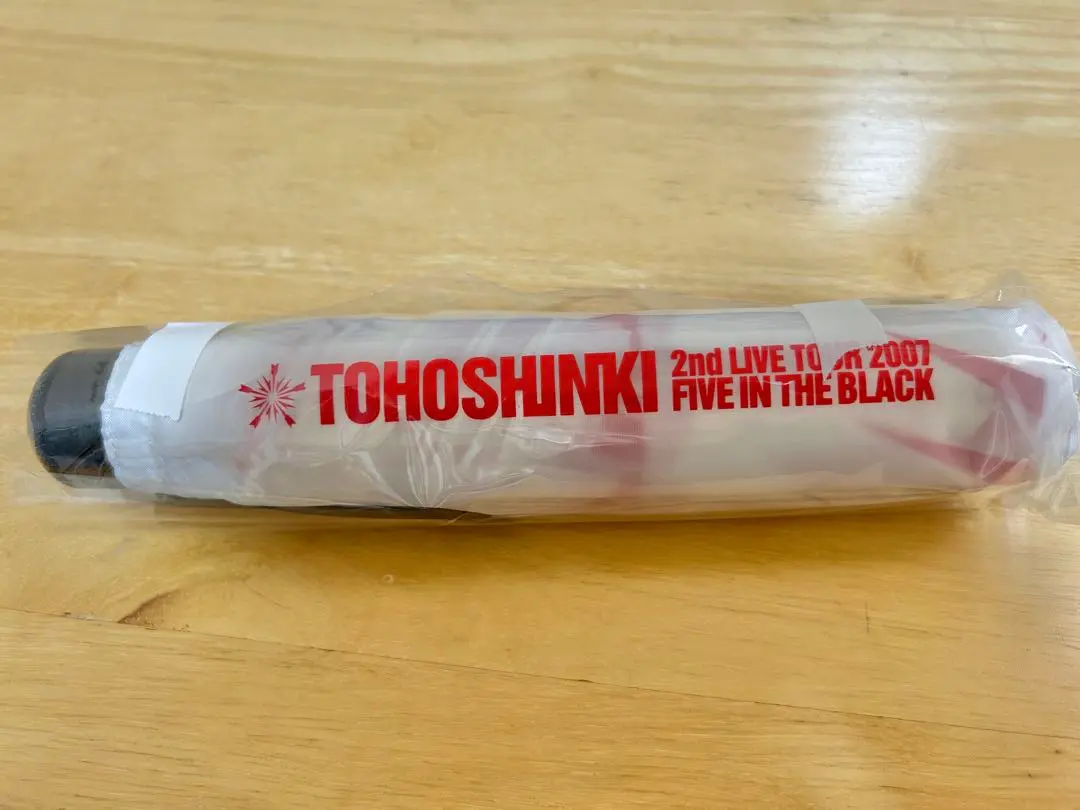 TOHOSHINKI
2nd LIVE TOUR 2007
FIVE IN THE BLACK